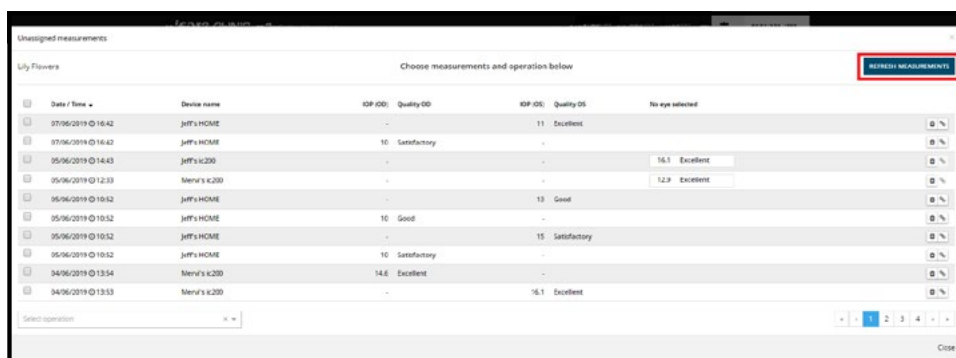 Unassigned measurements
Lily Flowers Choose measurements and operation below REFRESH MEASUREMENTS
Date / Time Device name IOP (OD) Quality OD IOP (OS) Quality OS No eye selected
07/06/2019 16:42 Jeff's HOME - 11 Excellent
07/06/2019 16:42 Jeff's HOME 10 Satisfactory -
05/06/2019 14:43 Jeff's ic200 - - 16.1 Excellent
05/06/2019 12:33 Mervi's ic200 - - 12.9 Excellent
05/06/2019 10:52 Jeff's HOME - 13 Good
05/06/2019 10:52 Jeff's HOME 10 Good -
05/06/2019 10:52 Jeff's HOME - 15 Satisfactory
05/06/2019 10:52 Jeff's HOME 10 Satisfactory -
04/06/2019 13:54 Mervi's ic200 14.6 Excellent -
04/06/2019 13:53 Mervi's ic200 - 16.1 Excellent
Select operation × « ‹ 1 2 3 4 › »
Close